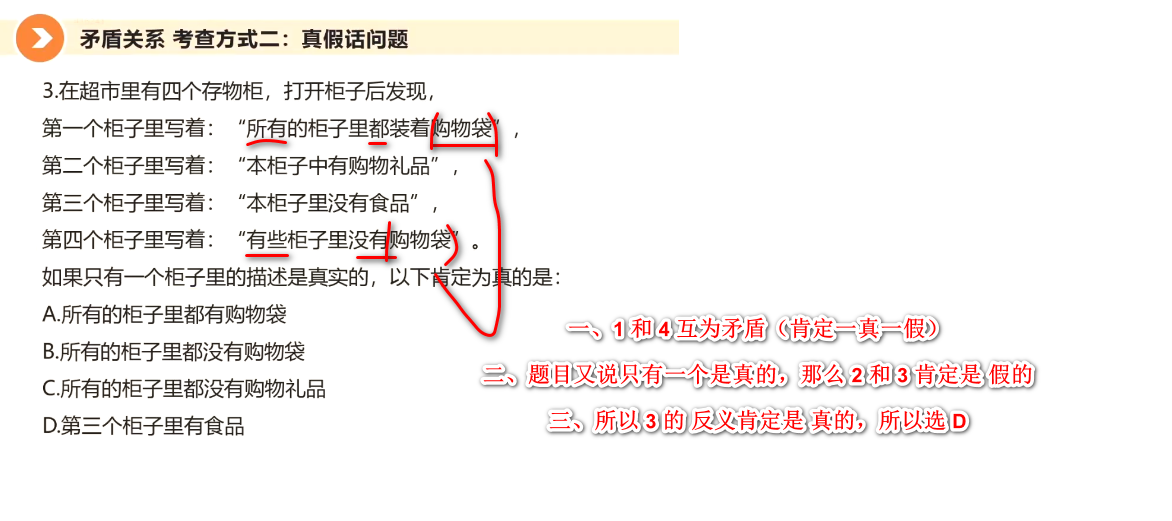 矛盾关系 考查方式二：真假话问题
3.在超市里有四个存物柜，打开柜子后发现，
第一个柜子里写着：“所有的柜子里都装着购物袋”，
第二个柜子里写着：“本柜子中有购物礼品”，
第三个柜子里写着：“本柜子里没有食品”，
第四个柜子里写着：“有些柜子里没有购物袋”。
如果只有一个柜子里的描述是真实的，以下肯定为真的是：
A.所有的柜子里都有购物袋
B.所有的柜子里都没有购物袋
C.所有的柜子里都没有购物礼品
D.第三个柜子里有食品
一、1 和 4 互为矛盾（肯定一真一假）
二、题目又说只有一个是真的，那么 2 和 3 肯定是 假的
三、所以 3 的 反义肯定是 真的，所以选 D